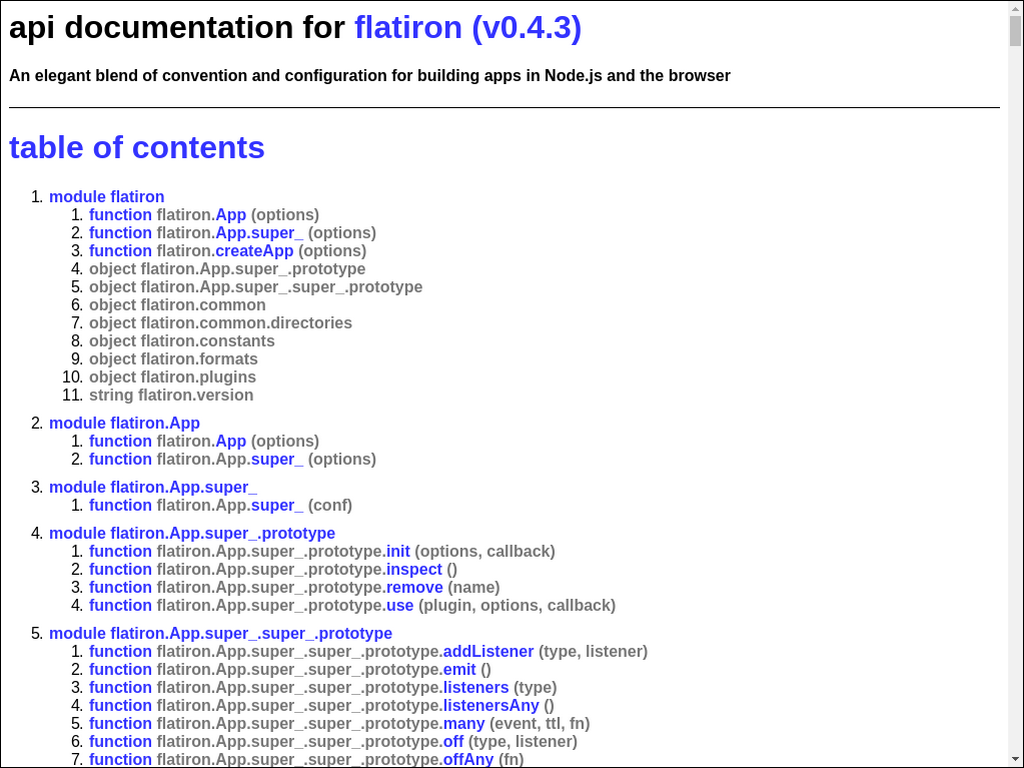 api documentation for flatiron (v0.4.3)
An elegant blend of convention and configuration for building apps in Node.js and the browser
table of contents
1. module flatiron
1. function flatiron.App (options)
2. function flatiron.App.super_ (options)
3. function flatiron.createApp (options)
4. object flatiron.App.super_.prototype
5. object flatiron.App.super_.super_.prototype
6. object flatiron.common
7. object flatiron.common.directories
8. object flatiron.constants
9. object flatiron.formats
10. object flatiron.plugins
11. string flatiron.version
2. module flatiron.App
1. function flatiron.App (options)
2. function flatiron.App.super_ (options)
3. module flatiron.App.super_
1. function flatiron.App.super_ (conf)
4. module flatiron.App.super_.prototype
1. function flatiron.App.super_.prototype.init (options, callback)
2. function flatiron.App.super_.prototype.inspect ()
3. function flatiron.App.super_.prototype.remove (name)
4. function flatiron.App.super_.prototype.use (plugin, options, callback)
5. module flatiron.App.super_.super_.prototype
1. function flatiron.App.super_.super_.prototype.addListener (type, listener)
2. function flatiron.App.super_.super_.prototype.emit ()
3. function flatiron.App.super_.super_.prototype.listeners (type)
4. function flatiron.App.super_.super_.prototype.listenersAny ()
5. function flatiron.App.super_.super_.prototype.many (event, ttl, fn)
6. function flatiron.App.super_.super_.prototype.off (type, listener)
7. function flatiron.App.super_.super_.prototype.offAny (fn)